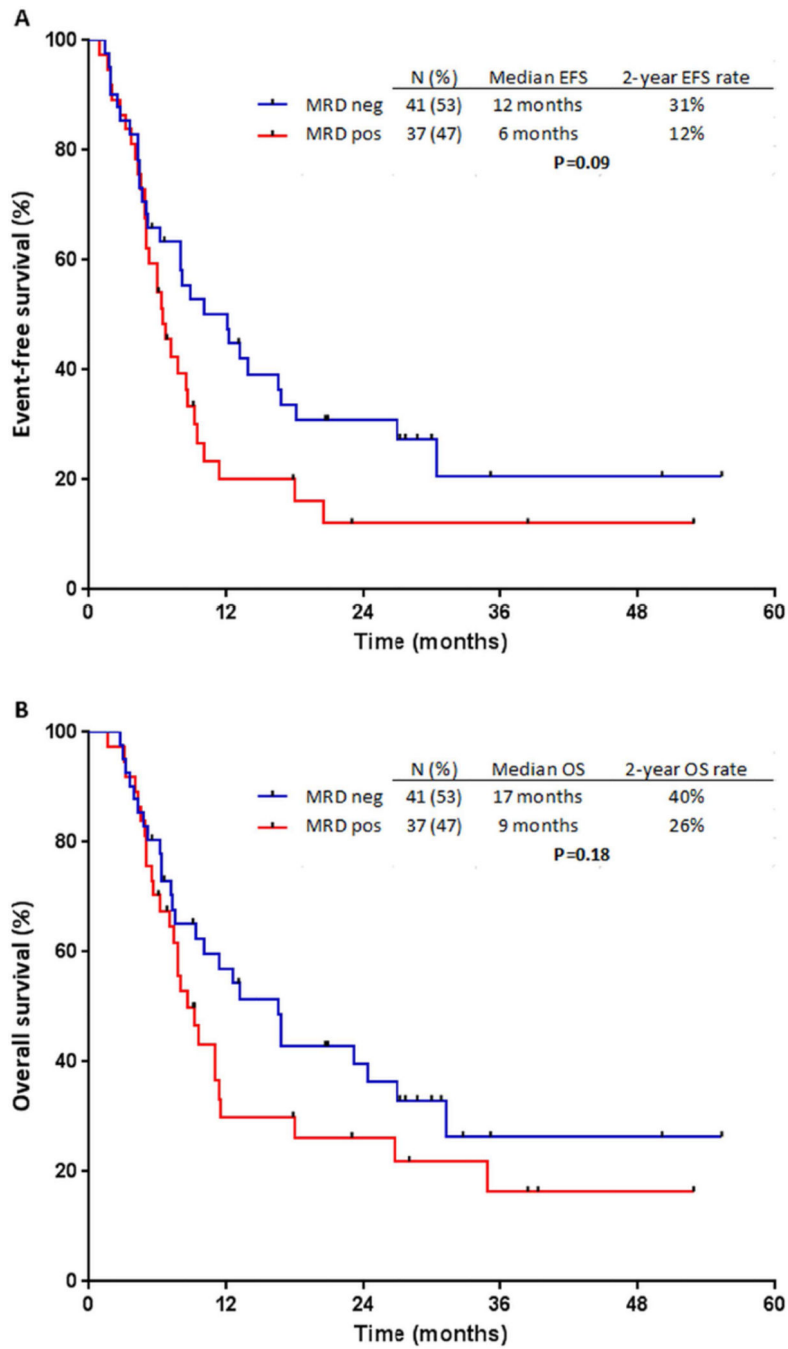 A
N (%) Median EFS 2-year EFS rate
MRD neg 41 (53) 12 months 31%
MRD pos 37 (47) 6 months 12%
P=0.09
Event-free survival (%)
100
80
60
40
20
0
0 12 24 36 48 60
Time (months)
B
N (%) Median OS 2-year OS rate
MRD neg 41 (53) 17 months 40%
MRD pos 37 (47) 9 months 26%
P=0.18
Overall survival (%)
100
80
60
40
20
0
0 12 24 36 48 60
Time (months)